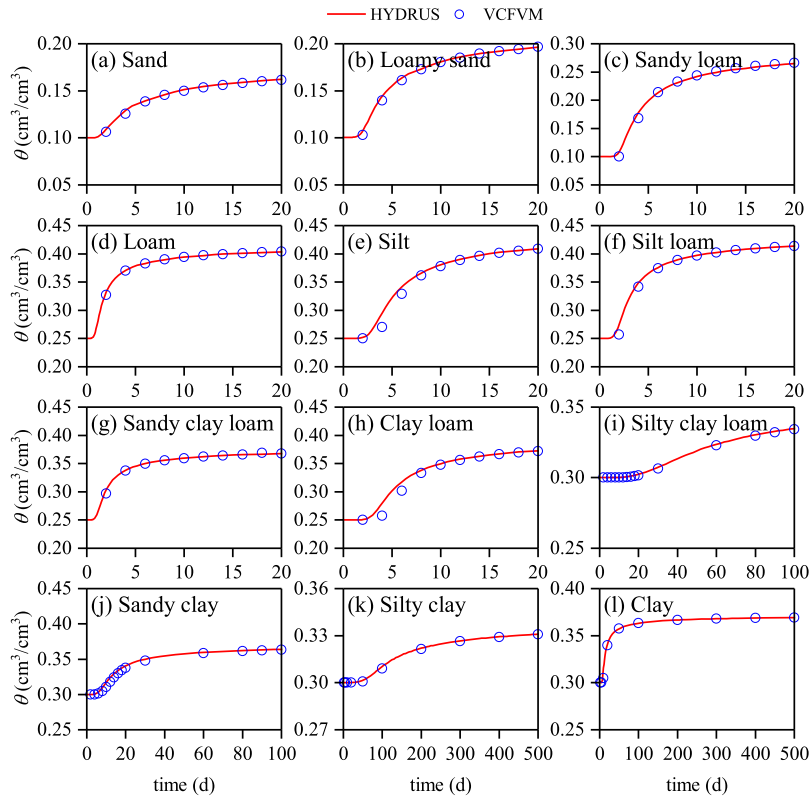 HYDRUS VCFVM
(a) Sand
(b) Loamy sand
(c) Sandy loam
θ (cm³/cm³)
0.20
0.15
0.10
0.05
0 5 10 15 20
0.20
0.15
0.10
0.05
0 5 10 15 20
0.30
0.25
0.20
0.15
0.10
0.05
0 5 10 15 20
(d) Loam
(e) Silt
(f) Silt loam
θ (cm³/cm³)
0.45
0.40
0.35
0.30
0.25
0.20
0 5 10 15 20
0.45
0.40
0.35
0.30
0.25
0.20
0 5 10 15 20
0.45
0.40
0.35
0.30
0.25
0.20
0 5 10 15 20
(g) Sandy clay loam
(h) Clay loam
(i) Silty clay loam
θ (cm³/cm³)
0.45
0.40
0.35
0.30
0.25
0.20
0 5 10 15 20
0.45
0.40
0.35
0.30
0.25
0.20
0 5 10 15 20
0.35
0.30
0.25
0 20 40 60 80 100
(j) Sandy clay
(k) Silty clay
(l) Clay
θ (cm³/cm³)
0.45
0.40
0.35
0.30
0.25
0 20 40 60 80 100
0.36
0.33
0.30
0.27
0 100 200 300 400 500
0.40
0.35
0.30
0.25
0 100 200 300 400 500
time (d) time (d) time (d)